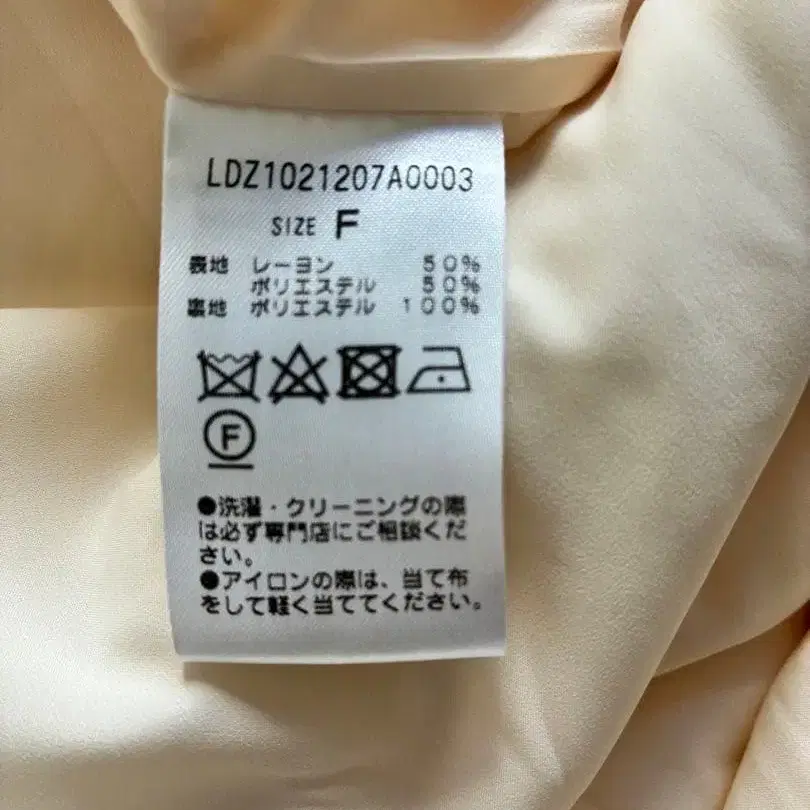 LDZ1021207A0003
SIZE F
表地 レーヨン 50%
ポリエステル 50%
裏地 ポリエステル 100%
F
●洗濯・クリーニングの際
は必ず専門店にご相談くだ
さい。
●アイロンの際は、当て布
をして軽く当ててください。